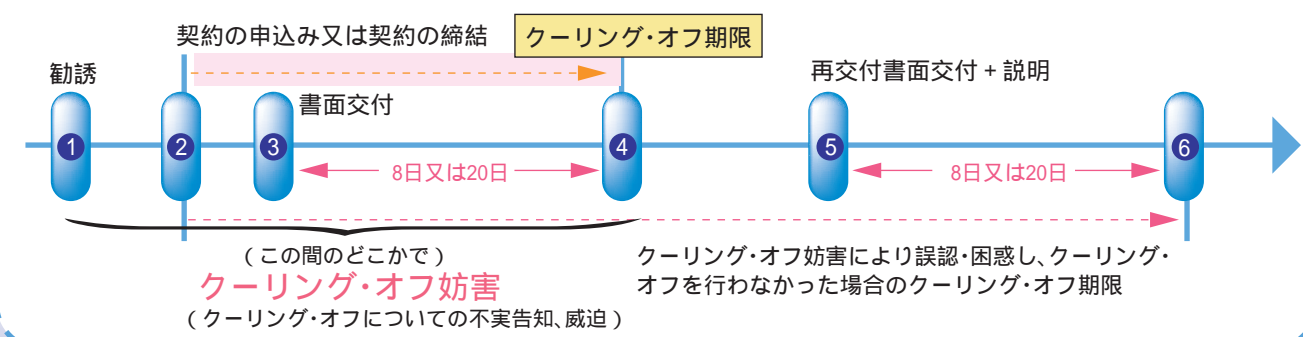 契約の申込み又は契約の締結
クーリング・オフ期限
勧誘
再交付書面交付 + 説明
書面交付
1
2
3
4
5
6
8日又は20日
8日又は20日
(この間のどこかで)
クーリング・オフ妨害
(クーリング・オフについての不実告知、威迫)
クーリング・オフ妨害により誤認・困惑し、クーリング・
オフを行わなかった場合のクーリング・オフ期限